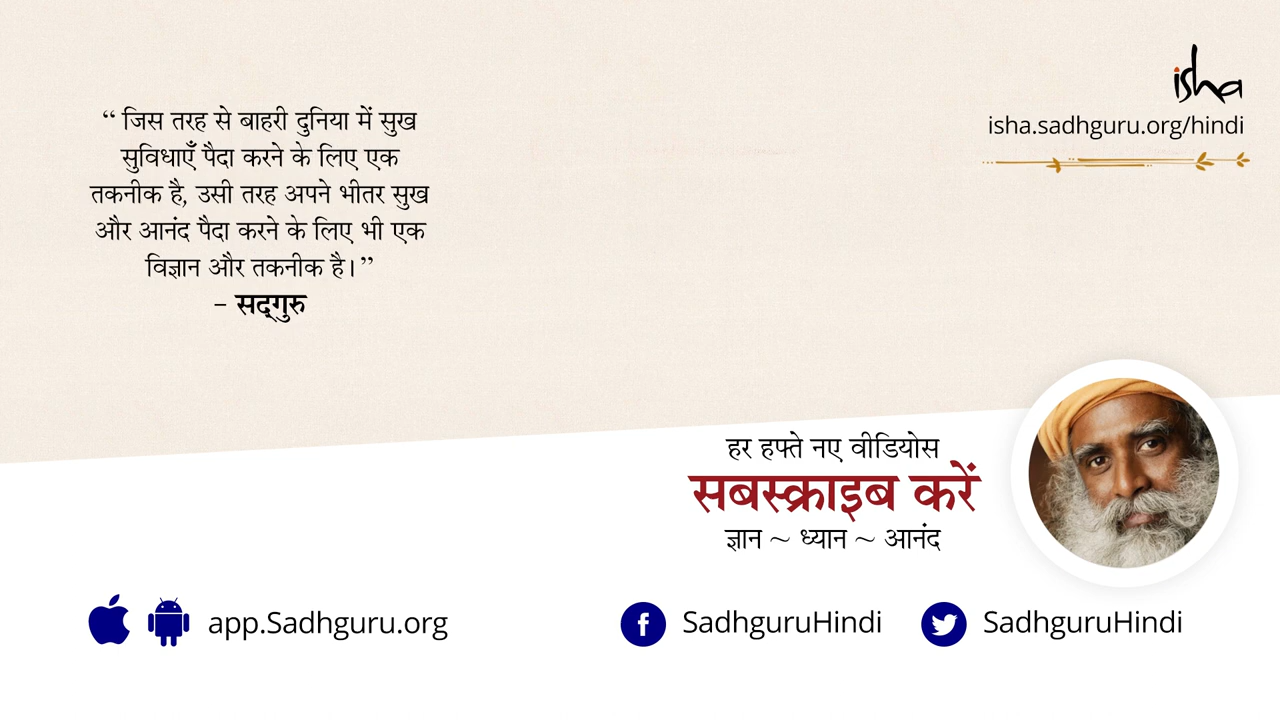 “ जिस तरह से बाहरी दुनिया में सुख
सुविधाएँ पैदा करने के लिए एक
तकनीक है, उसी तरह अपने भीतर सुख
और आनंद पैदा करने के लिए भी एक
विज्ञान और तकनीक है।”
- सद्‌गुरु
isha
isha.sadhguru.org/hindi
हर हफ्ते नए वीडियोस
सबस्क्राइब करें
ज्ञान ~ ध्यान ~ आनंद
app.Sadhguru.org
SadhguruHindi
SadhguruHindi